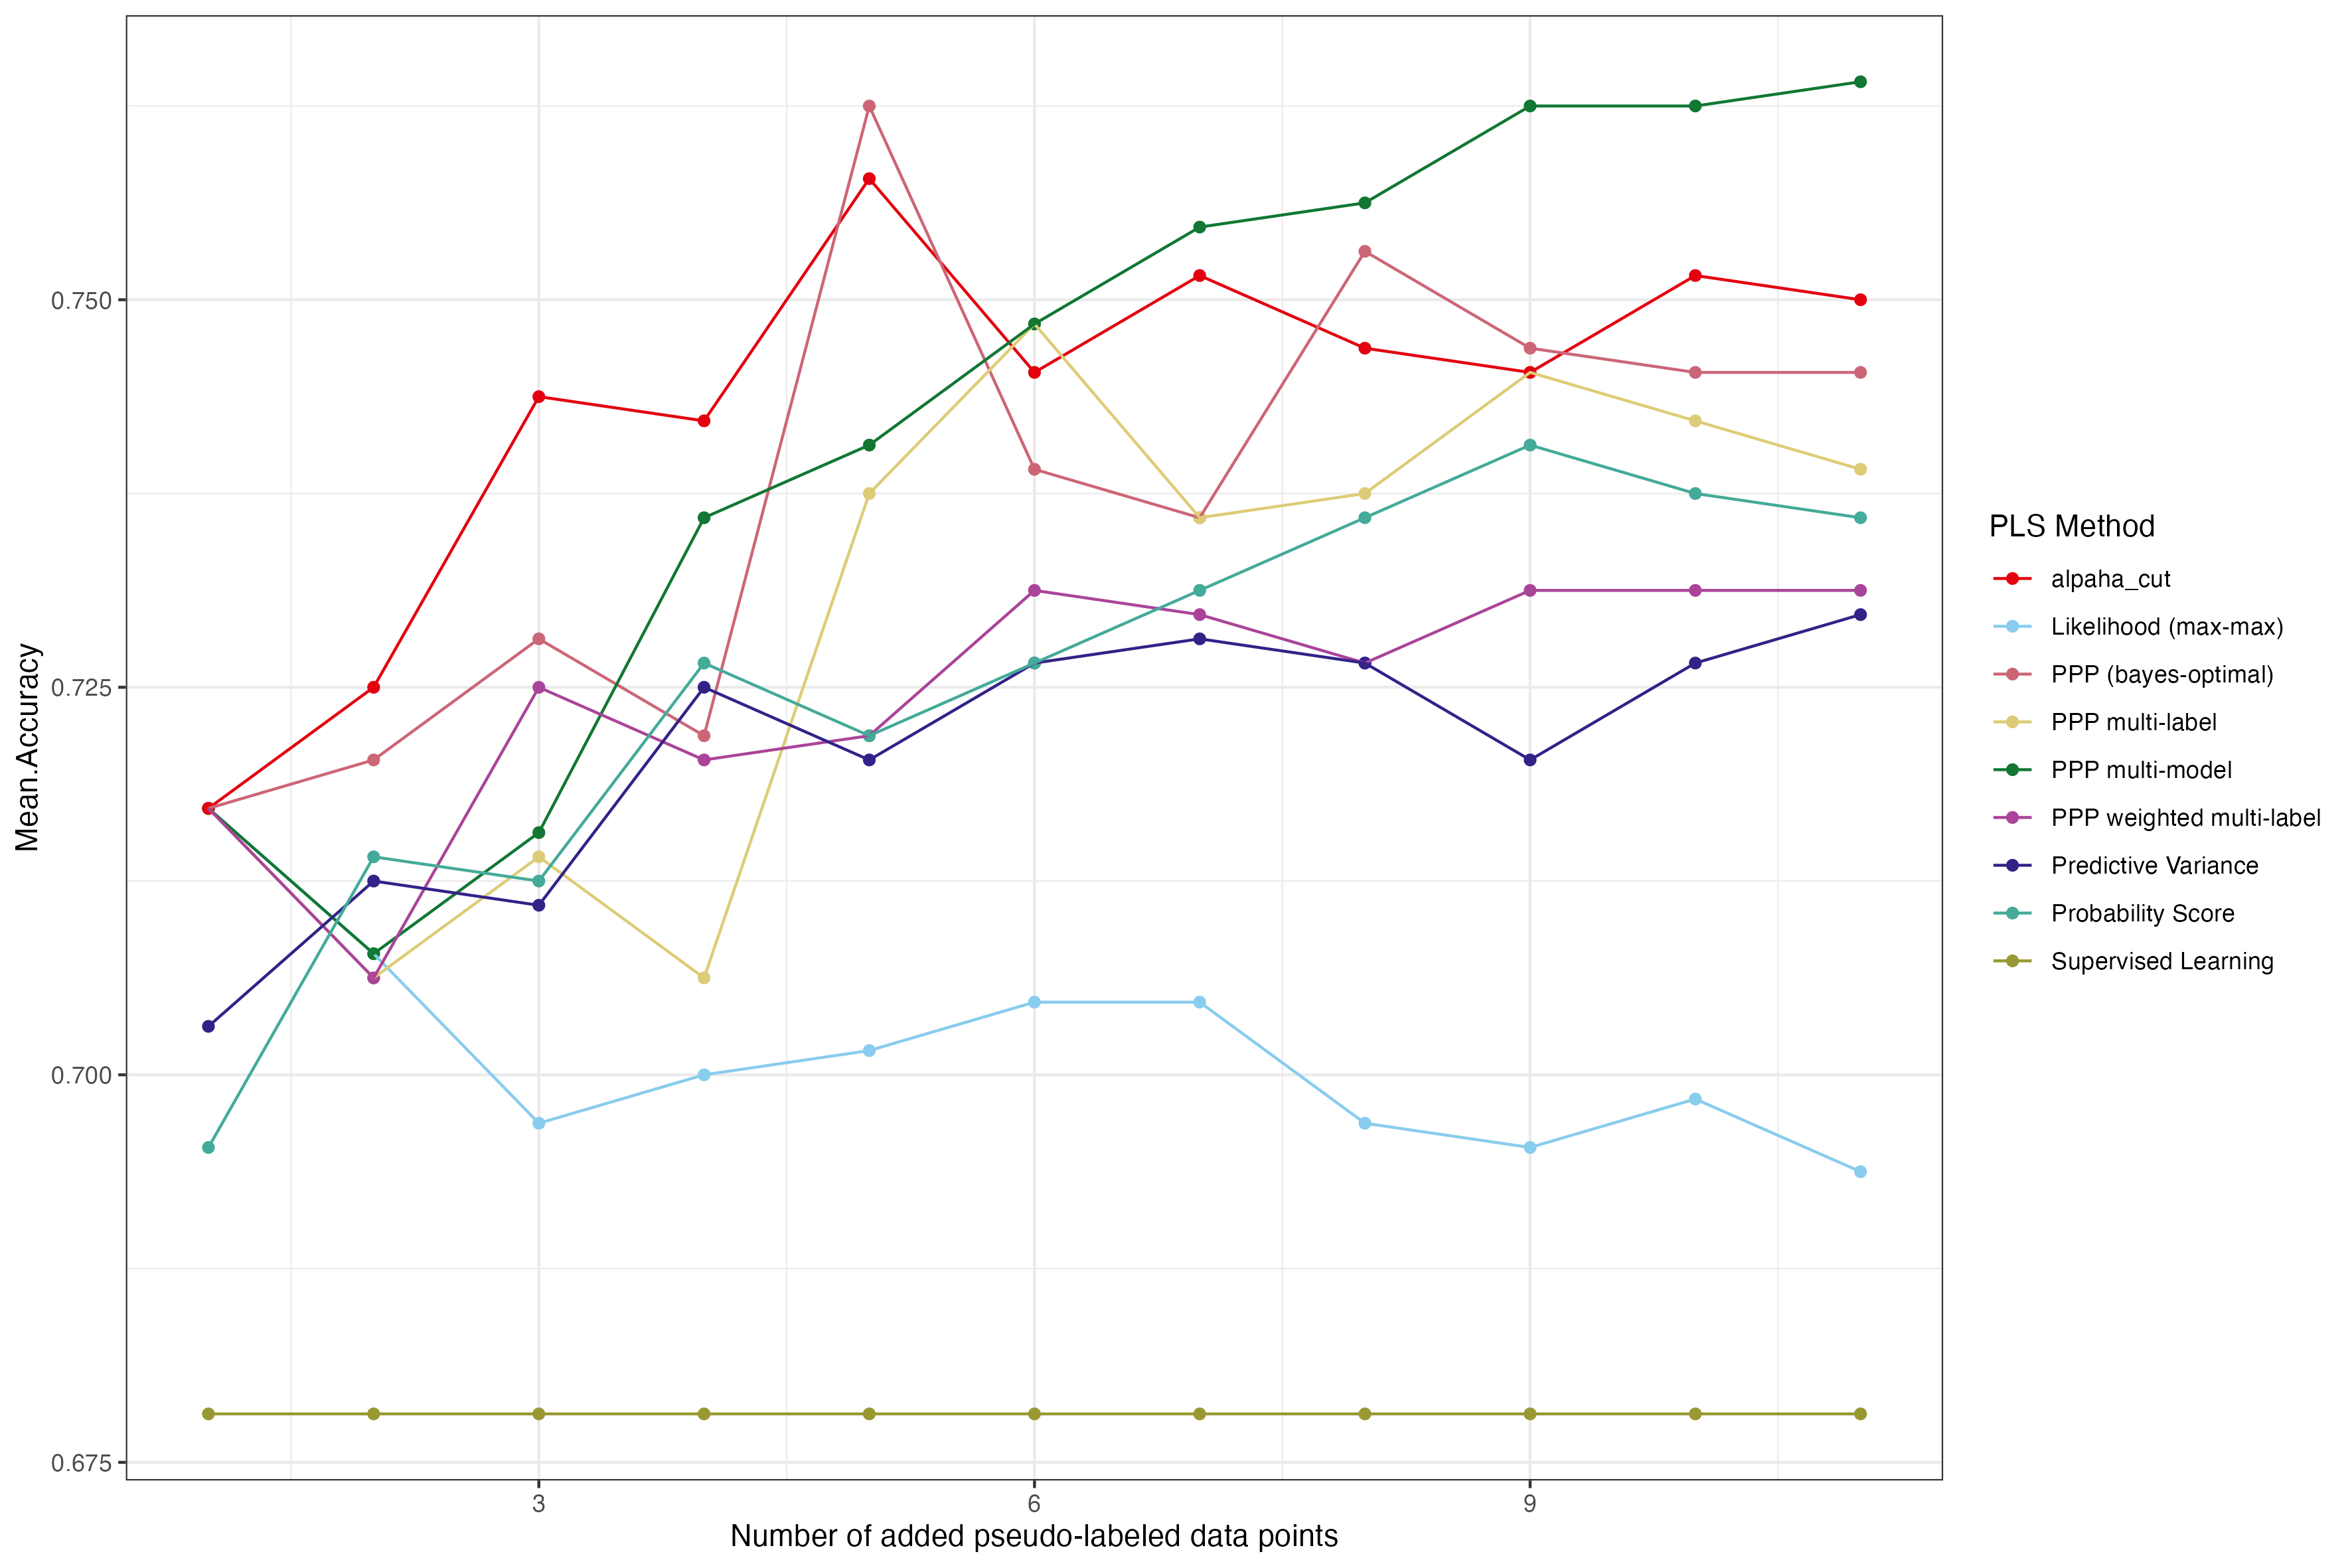 0.750
0.725
0.700
0.675
Mean.Accuracy
3
6
9
Number of added pseudo-labeled data points
PLS Method
alpaha_cut
Likelihood (max-max)
PPP (bayes-optimal)
PPP multi-label
PPP multi-model
PPP weighted multi-label
Predictive Variance
Probability Score
Supervised Learning